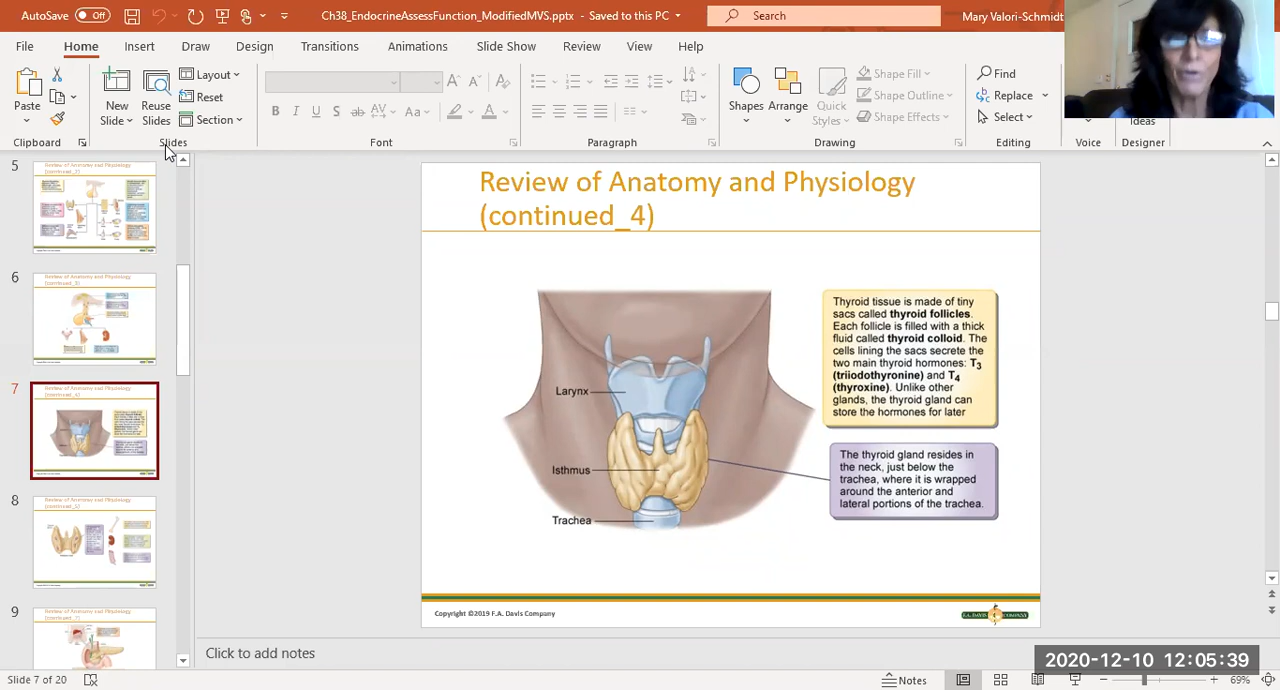 AutoSave Off Ch38_EndocrineAssessFunction_ModifiedMVS.pptx - Saved to this PC Search Mary Valori-Schmidt
File Home Insert Draw Design Transitions Animations Slide Show Review View Help
Paste New Slide Reuse Slides Layout Reset Section Shapes Arrange Quick Styles Shape Fill Shape Outline Shape Effects Find Replace Select Ideas
Clipboard Slides Font Paragraph Drawing Editing Voice Designer
5
6
7
8
9
Review of Anatomy and Physiology
(continued_4)
Larynx
Isthmus
Trachea
Thyroid tissue is made of tiny
sacs called thyroid follicles.
Each follicle is filled with a thick
fluid called thyroid colloid. The
cells lining the sacs secrete the
two main thyroid hormones: T3
(triiodothyronine) and T4
(thyroxine). Unlike other
glands, the thyroid gland can
store the hormones for later
The thyroid gland resides in
the neck, just below the
trachea, where it is wrapped
around the anterior and
lateral portions of the trachea.
Copyright ©2019 F.A. Davis Company
F.A. DAVIS COMPANY
Click to add notes
2020-12-10 12:05:39
Slide 7 of 20 Notes 69%